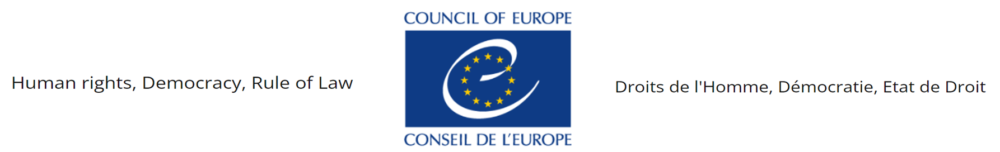 COUNCIL OF EUROPE
Human rights, Democracy, Rule of Law
Droits de l'Homme, Démocratie, Etat de Droit
CONSEIL DE L'EUROPE